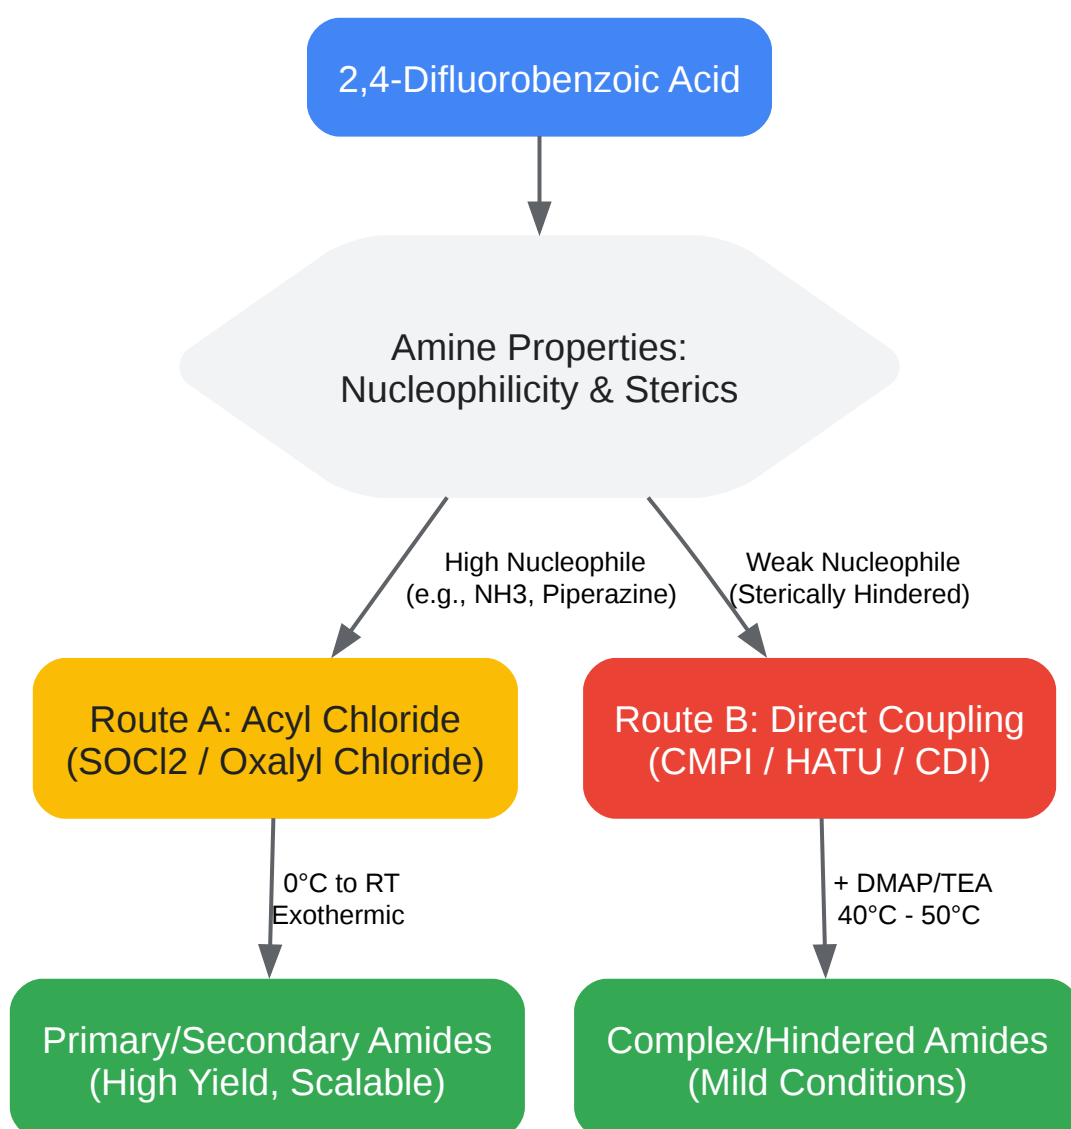 2,4-Difluorobenzoic Acid
Amine Properties:
Nucleophilicity & Sterics
High Nucleophile
(e.g., NH3, Piperazine)
Weak Nucleophile
(Sterically Hindered)
Route A: Acyl Chloride
(SOCl2 / Oxalyl Chloride)
Route B: Direct Coupling
(CMPI / HATU / CDI)
0°C to RT
Exothermic
+ DMAP/TEA
40°C - 50°C
Primary/Secondary Amides
(High Yield, Scalable)
Complex/Hindered Amides
(Mild Conditions)